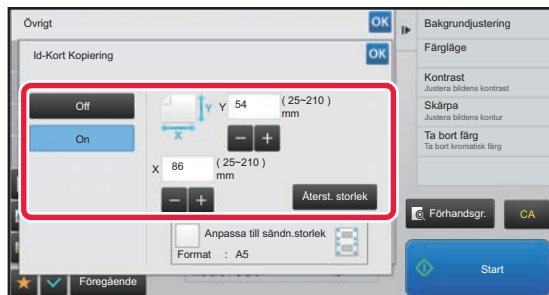 Övrigt
OK
Id-Kort Kopiering
OK
Off
On
Y
X
Y 54 ( 25~210 )
mm
X 86 ( 25~210 )
mm
Återst. storlek
Anpassa till sändn.storlek
Format : A5
Föregående
Bakgrundjustering
Färgläge
Kontrast
Justera bildens kontrast
Skärpa
Justera bildens kontur
Ta bort färg
Ta bort kromatisk färg
Förhandsgr.
CA
Start